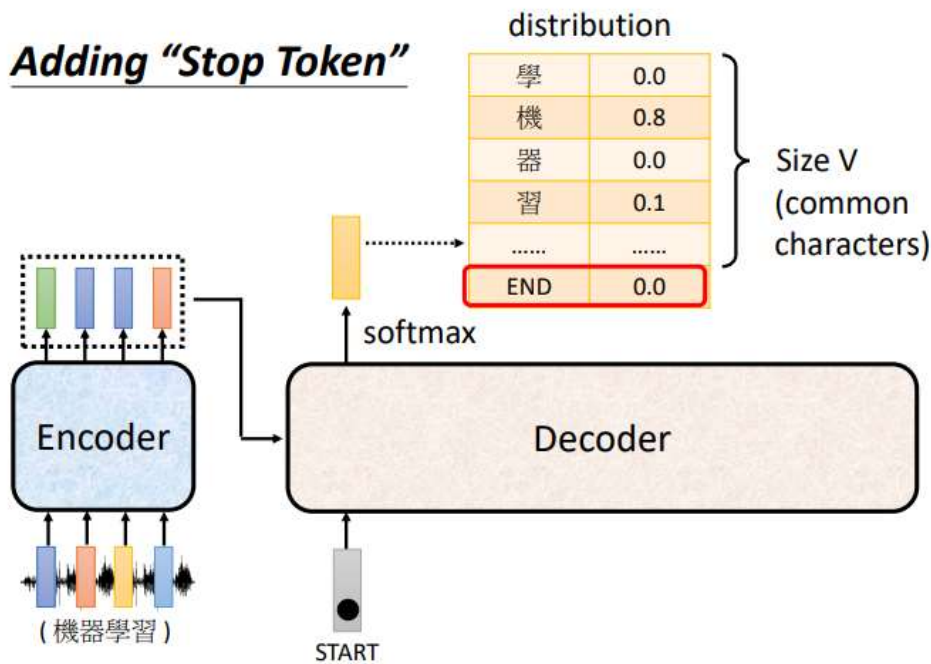 Adding “Stop Token”
distribution
學 0.0
機 0.8
器 0.0
習 0.1
...... ......
END 0.0
Size V
(common
characters)
softmax
Encoder
Decoder
( 機器學習 )
START